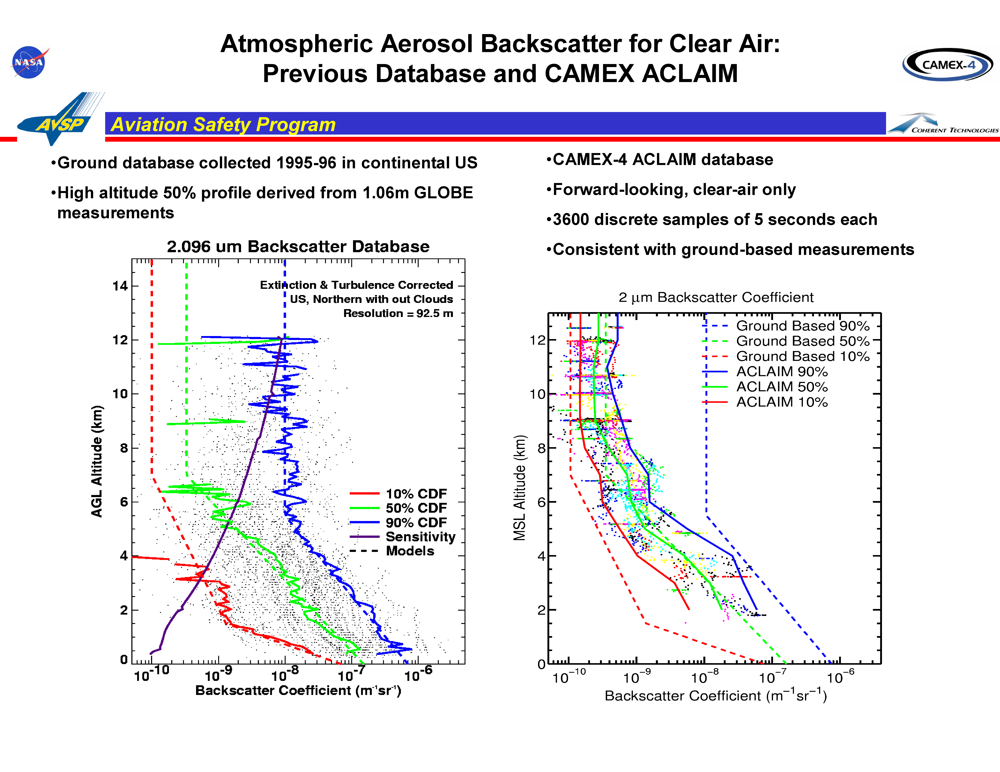 Atmospheric Aerosol Backscatter for Clear Air:
Previous Database and CAMEX ACLAIM
NASA
CAMEX-4
AVSP
Aviation Safety Program
COHERENT TECHNOLOGIES
•Ground database collected 1995-96 in continental US
•High altitude 50% profile derived from 1.06m GLOBE
measurements
2.096 um Backscatter Database
Extinction & Turbulence Corrected
US, Northern with out Clouds
Resolution = 92.5 m
14
12
10
8
6
4
2
0
AGL Altitude (km)
10% CDF
50% CDF
90% CDF
Sensitivity
Models
10-10 10-9 10-8 10-7 10-6
Backscatter Coefficient (m-1sr-1)
•CAMEX-4 ACLAIM database
•Forward-looking, clear-air only
•3600 discrete samples of 5 seconds each
•Consistent with ground-based measurements
2 μm Backscatter Coefficient
Ground Based 90%
Ground Based 50%
Ground Based 10%
ACLAIM 90%
ACLAIM 50%
ACLAIM 10%
12
10
8
6
4
2
0
MSL Altitude (km)
10−10 10−9 10−8 10−7 10−6
Backscatter Coefficient (m−1sr−1)